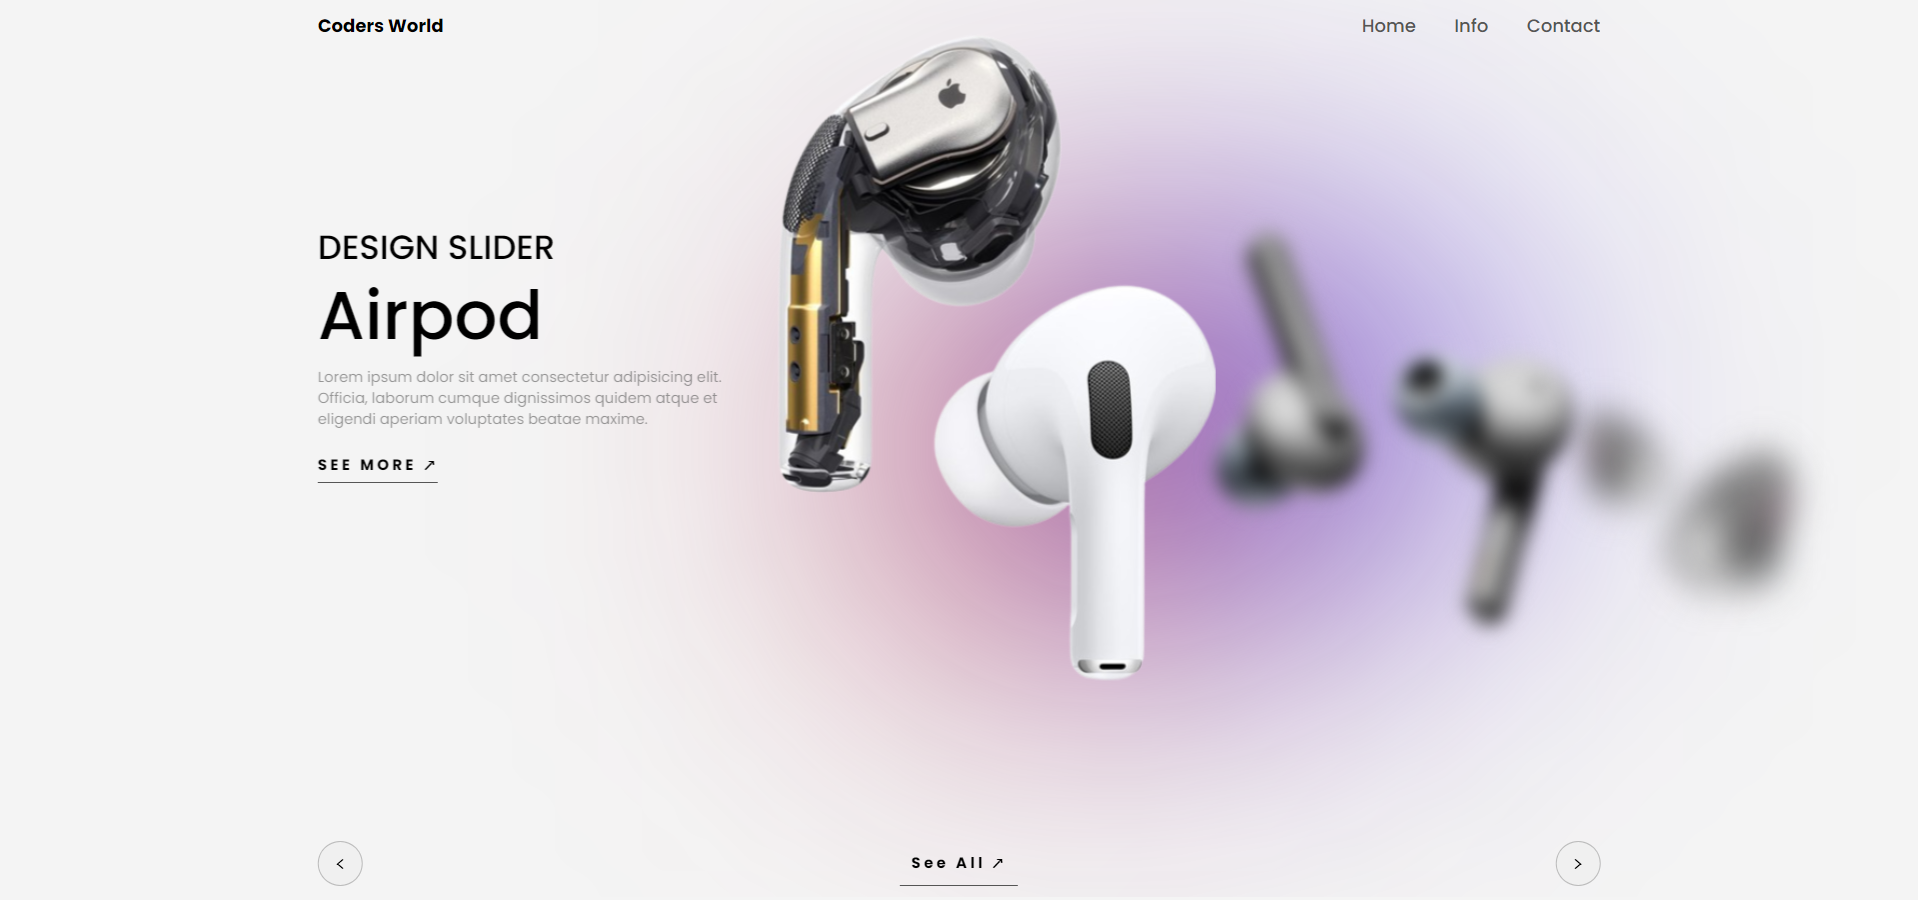 Coders World
Home Info Contact
DESIGN SLIDER
Airpod
Lorem ipsum dolor sit amet consectetur adipisicing elit.
Officia, laborum cumque dignissimos quidem atque et
eligendi aperiam voluptates beatae maxime.
SEE MORE ↗
< See All ↗ >